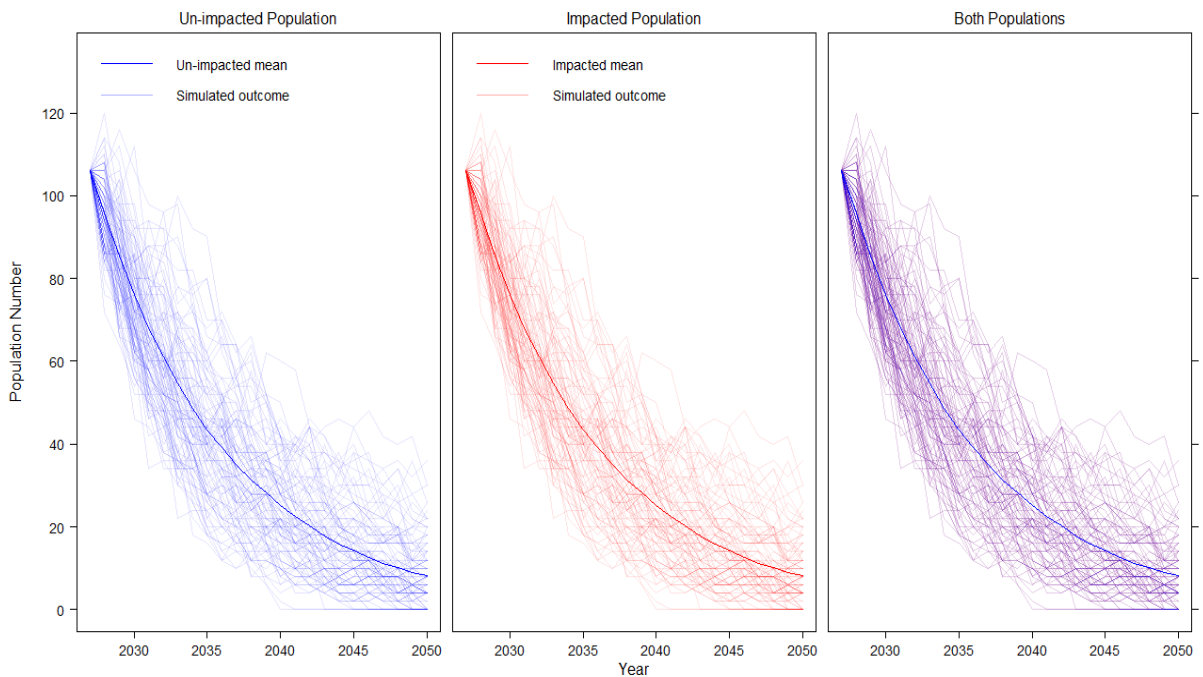 Un-impacted Population
Impacted Population
Both Populations
Un-impacted mean
Simulated outcome
Impacted mean
Simulated outcome
Population Number
120
100
80
60
40
20
0
2030 2035 2040 2045 2050
2030 2035 2040 2045 2050
2030 2035 2040 2045 2050
Year